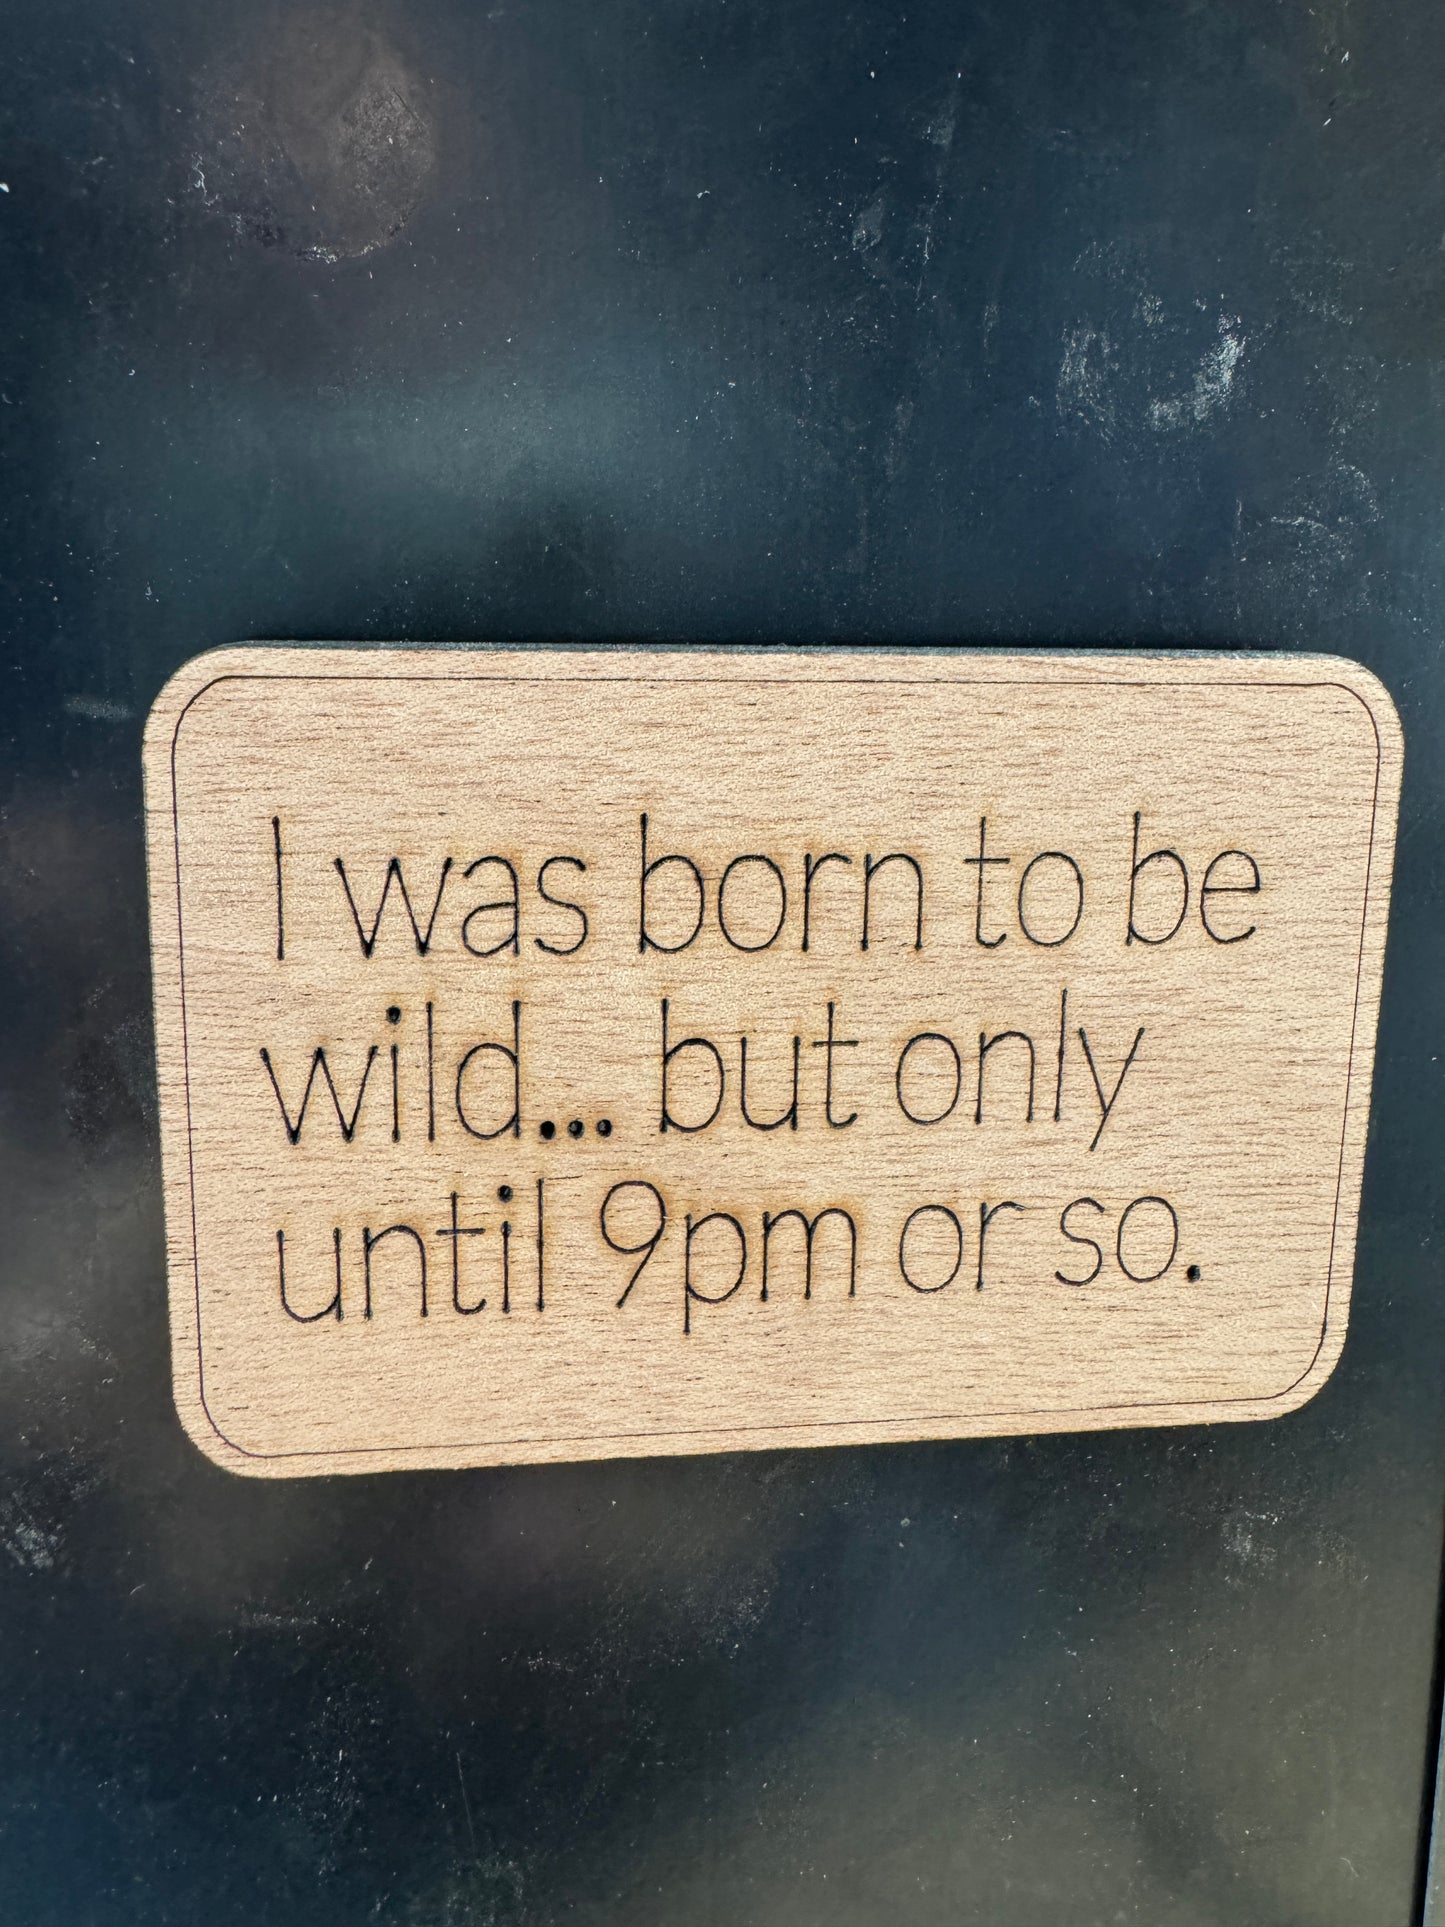 I was born to be
wild... but only
until 9pm or so.